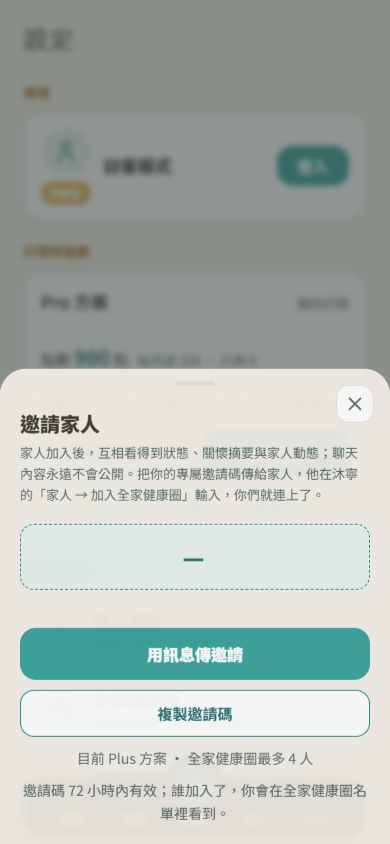 設定
Pro 方案
900
邀請家人
家人加入後，互相看得到狀態、關懷摘要與家人動態；聊天
內容永遠不會公開。把你的專屬邀請碼傳給家人，他在沐寧
的「家人 → 加入全家健康圈」輸入，你們就連上了。
—
用訊息傳邀請
複製邀請碼
目前 Plus 方案 · 全家健康圈最多 4 人
邀請碼 72 小時內有效；誰加入了，你會在全家健康圈名
單裡看到。